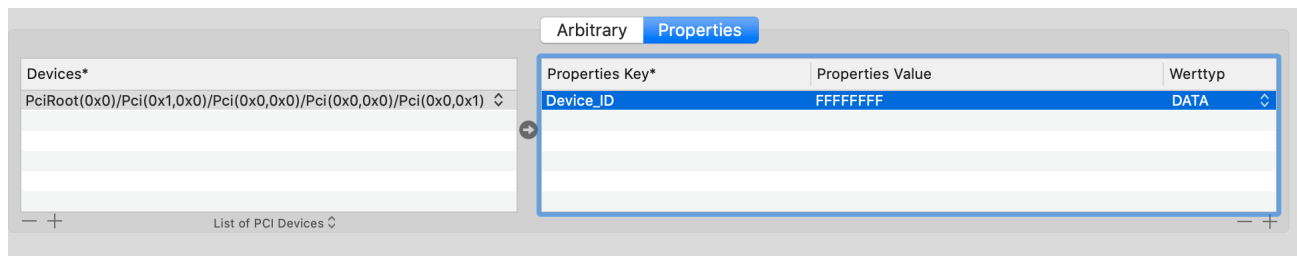 Arbitrary Properties
Devices* Properties Key* Properties Value Werttyp
PciRoot(0x0)/Pci(0x1,0x0)/Pci(0x0,0x0)/Pci(0x0,0x0)/Pci(0x0,0x1) Device_ID FFFFFFFF DATA
List of PCI Devices